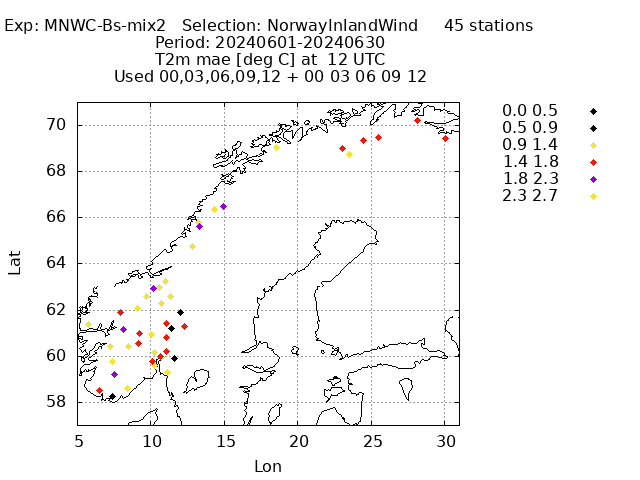 Exp: MNWC-Bs-mix2 Selection: NorwayInlandWind 45 stations
Period: 20240601-20240630
T2m mae [deg C] at 12 UTC
Used 00,03,06,09,12 + 00 03 06 09 12
0.0 0.5
0.5 0.9
0.9 1.4
1.4 1.8
1.8 2.3
2.3 2.7
70
68
66
64
62
60
58
Lat
5 10 15 20 25 30
Lon